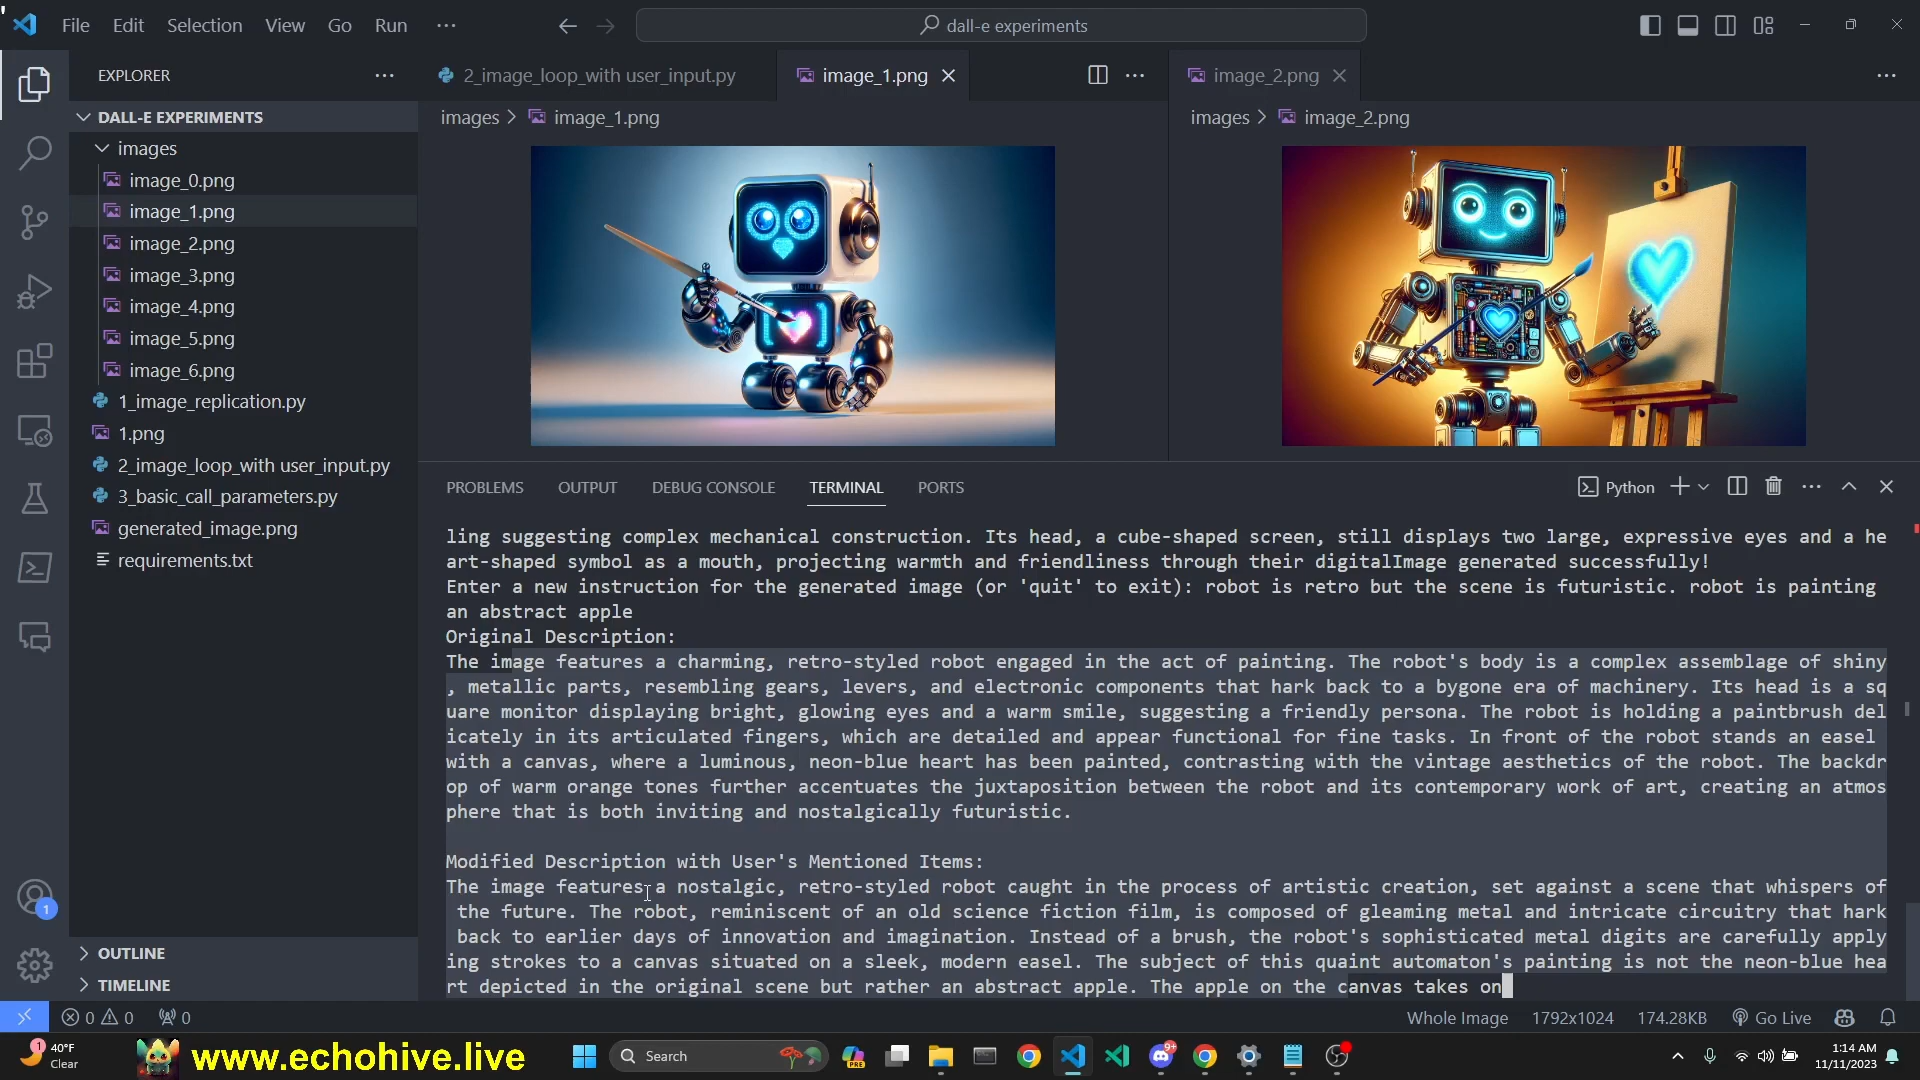 File Edit Selection View Go Run ···
dall-e experiments
EXPLORER
DALL-E EXPERIMENTS
images
image_0.png
image_1.png
image_2.png
image_3.png
image_4.png
image_5.png
image_6.png
1_image_replication.py
1.png
2_image_loop_with user_input.py
3_basic_call_parameters.py
generated_image.png
requirements.txt
OUTLINE
TIMELINE
2_image_loop_with user_input.py
image_1.png
images > image_1.png
image_2.png
images > image_2.png
PROBLEMS OUTPUT DEBUG CONSOLE TERMINAL PORTS
Python
ling suggesting complex mechanical construction. Its head, a cube-shaped screen, still displays two large, expressive eyes and a he
art-shaped symbol as a mouth, projecting warmth and friendliness through their digitalImage generated successfully!
Enter a new instruction for the generated image (or 'quit' to exit): robot is retro but the scene is futuristic. robot is painting
an abstract apple
Original Description:
The image features a charming, retro-styled robot engaged in the act of painting. The robot's body is a complex assemblage of shiny
, metallic parts, resembling gears, levers, and electronic components that hark back to a bygone era of machinery. Its head is a sq
uare monitor displaying bright, glowing eyes and a warm smile, suggesting a friendly persona. The robot is holding a paintbrush del
icately in its articulated fingers, which are detailed and appear functional for fine tasks. In front of the robot stands an easel
with a canvas, where a luminous, neon-blue heart has been painted, contrasting with the vintage aesthetics of the robot. The backdr
op of warm orange tones further accentuates the juxtaposition between the robot and its contemporary work of art, creating an atmos
phere that is both inviting and nostalgically futuristic.
Modified Description with User's Mentioned Items:
The image features a nostalgic, retro-styled robot caught in the process of artistic creation, set against a scene that whispers of
the future. The robot, reminiscent of an old science fiction film, is composed of gleaming metal and intricate circuitry that hark
back to earlier days of innovation and imagination. Instead of a brush, the robot's sophisticated metal digits are carefully apply
ing strokes to a canvas situated on a sleek, modern easel. The subject of this quaint automaton's painting is not the neon-blue hea
rt depicted in the original scene but rather an abstract apple. The apple on the canvas takes on
1
0 0 0
Whole Image 1792x1024 174.28KB Go Live
1
40°F
Clear
www.echohive.live
Search
PRE
9+
1:14 AM
11/11/2023